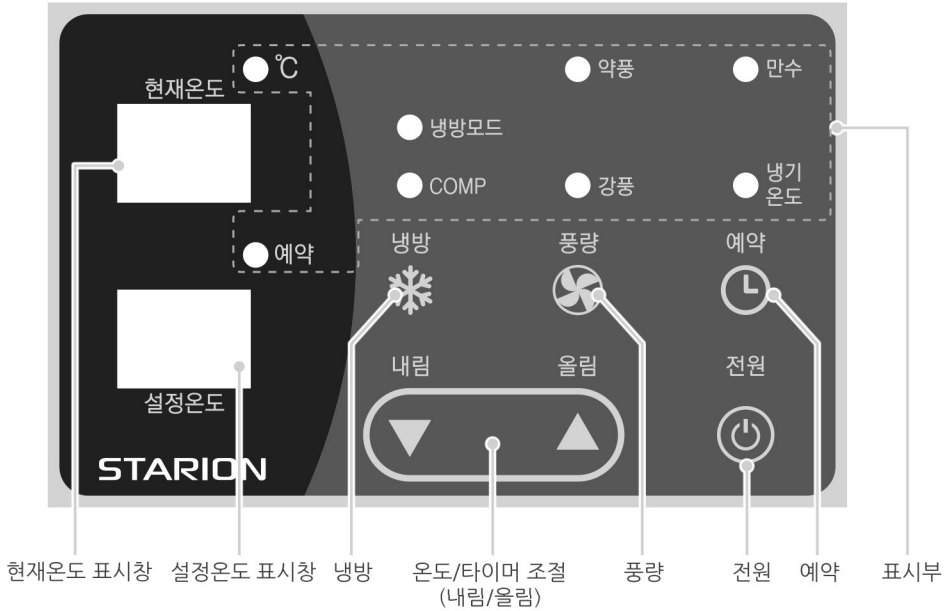 ℃
약풍
만수
현재온도
냉방모드
COMP
강풍
냉기
온도
예약
냉방
풍량
예약
내림
올림
전원
설정온도
STARION
현재온도 표시창
설정온도 표시창
냉방
온도/타이머 조절
(내림/올림)
풍량
전원
예약
표시부